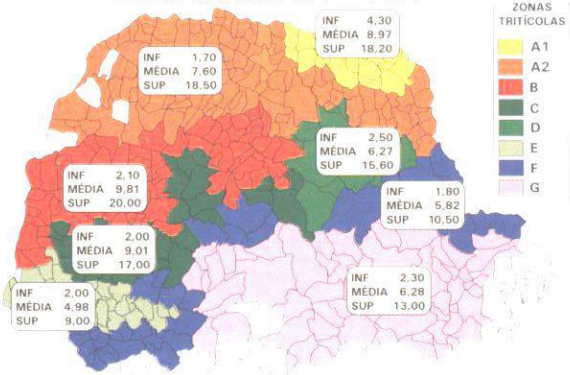 INF 4,30
MÉDIA 8,97
SUP 18,20
INF 1,70
MÉDIA 7,60
SUP 18,50
INF 2,50
MÉDIA 6,27
SUP 15,60
INF 2,10
MÉDIA 9,81
SUP 20,00
INF 1,80
MÉDIA 5,82
SUP 10,50
INF 2,00
MÉDIA 9,01
SUP 17,00
INF 2,30
MÉDIA 6,28
SUP 13,00
INF 2,00
MÉDIA 4,98
SUP 9,00
ZONAS
TRITÍCOLAS
A1
A2
B
C
D
E
F
G